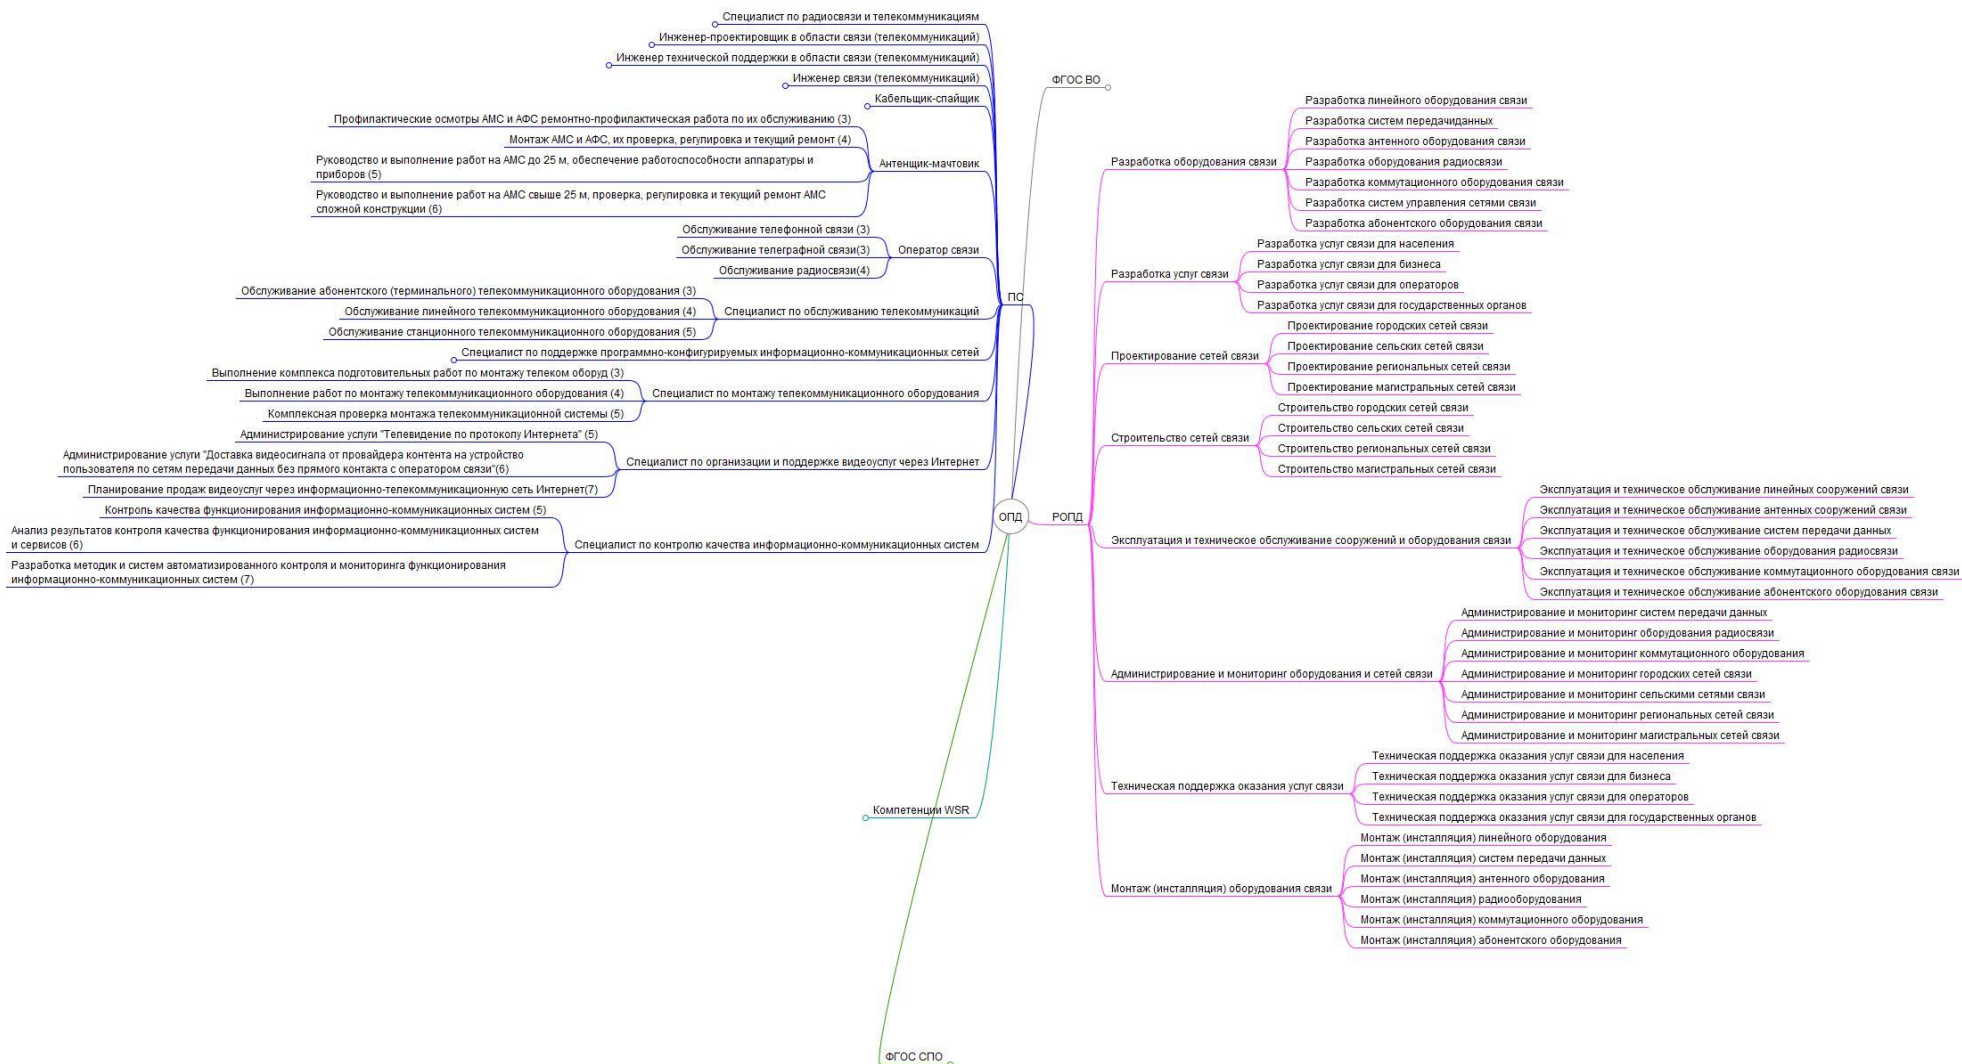 Специалист по радиосвязи и телекоммуникациям
Инженер-проектировщик в области связи (телекоммуникаций)
Инженер технической поддержки в области связи (телекоммуникаций)
Инженер связи (телекоммуникаций)
Кабельщик-спайщик
Профилактические осмотры АМС и АФС ремонтно-профилактическая работа по их обслуживанию (3)
Монтаж АМС и АФС, их проверка, регулировка и текущий ремонт (4)
Руководство и выполнение работ на АМС до 25 м, обеспечение работоспособности аппаратуры и
приборов (5)
Руководство и выполнение работ на АМС свыше 25 м, проверка, регулировка и текущий ремонт АМС
сложной конструкции (6)
Антенщик-мачтовик
Обслуживание телефонной связи (3)
Обслуживание телеграфной связи(3)
Обслуживание радиосвязи(4)
Оператор связи
Обслуживание абонентского (терминального) телекоммуникационного оборудования (3)
Обслуживание линейного телекоммуникационного оборудования (4)
Обслуживание станционного телекоммуникационного оборудования (5)
Специалист по обслуживанию телекоммуникаций
Специалист по поддержке программно-конфигурируемых информационно-коммуникационных сетей
Выполнение комплекса подготовительных работ по монтажу телеком оборуд (3)
Выполнение работ по монтажу телекоммуникационного оборудования (4)
Комплексная проверка монтажа телекоммуникационной системы (5)
Специалист по монтажу телекоммуникационного оборудования
Администрирование услуги "Телевидение по протоколу Интернета" (5)
Администрирование услуги "Доставка видеосигнала от провайдера контента на устройство
пользователя по сетям передачи данных без прямого контакта с оператором связи"(6)
Планирование продаж видеоуслуг через информационно-телекоммуникационную сеть Интернет(7)
Специалист по организации и поддержке видеоуслуг через Интернет
Контроль качества функционирования информационно-коммуникационных систем (5)
Анализ результатов контроля качества функционирования информационно-коммуникационных систем
и сервисов (6)
Разработка методик и систем автоматизированного контроля и мониторинга функционирования
информационно-коммуникационных систем (7)
Специалист по контролю качества информационно-коммуникационных систем
ПС
ОПД
Компетенции WSR
ФГОС СПО
ФГОС ВО
РОПД
Разработка оборудования связи
Разработка линейного оборудования связи
Разработка систем передачиданных
Разработка антенного оборудования связи
Разработка оборудования радиосвязи
Разработка коммутационного оборудования связи
Разработка систем управления сетями связи
Разработка абонентского оборудования связи
Разработка услуг связи
Разработка услуг связи для населения
Разработка услуг связи для бизнеса
Разработка услуг связи для операторов
Разработка услуг связи для государственных органов
Проектирование сетей связи
Проектирование городских сетей связи
Проектирование сельских сетей связи
Проектирование региональных сетей связи
Проектирование магистральных сетей связи
Строительство сетей связи
Строительство городских сетей связи
Строительство сельских сетей связи
Строительство региональных сетей связи
Строительство магистральных сетей связи
Эксплуатация и техническое обслуживание сооружений и оборудования связи
Эксплуатация и техническое обслуживание линейных сооружений связи
Эксплуатация и техническое обслуживание антенных сооружений связи
Эксплуатация и техническое обслуживание систем передачи данных
Эксплуатация и техническое обслуживание оборудования радиосвязи
Эксплуатация и техническое обслуживание коммутационного оборудования связи
Эксплуатация и техническое обслуживание абонентского оборудования связи
Администрирование и мониторинг оборудования и сетей связи
Администрирование и мониторинг систем передачи данных
Администрирование и мониторинг оборудования радиосвязи
Администрирование и мониторинг коммутационного оборудования
Администрирование и мониторинг городских сетей связи
Администрирование и мониторинг сельскими сетями связи
Администрирование и мониторинг региональных сетей связи
Администрирование и мониторинг магистральных сетей связи
Техническая поддержка оказания услуг связи
Техническая поддержка оказания услуг связи для населения
Техническая поддержка оказания услуг связи для бизнеса
Техническая поддержка оказания услуг связи для операторов
Техническая поддержка оказания услуг связи для государственных органов
Монтаж (инсталляция) оборудования связи
Монтаж (инсталляция) линейного оборудования
Монтаж (инсталляция) систем передачи данных
Монтаж (инсталляция) антенного оборудования
Монтаж (инсталляция) радиооборудования
Монтаж (инсталляция) коммутационного оборудования
Монтаж (инсталляция) абонентского оборудования